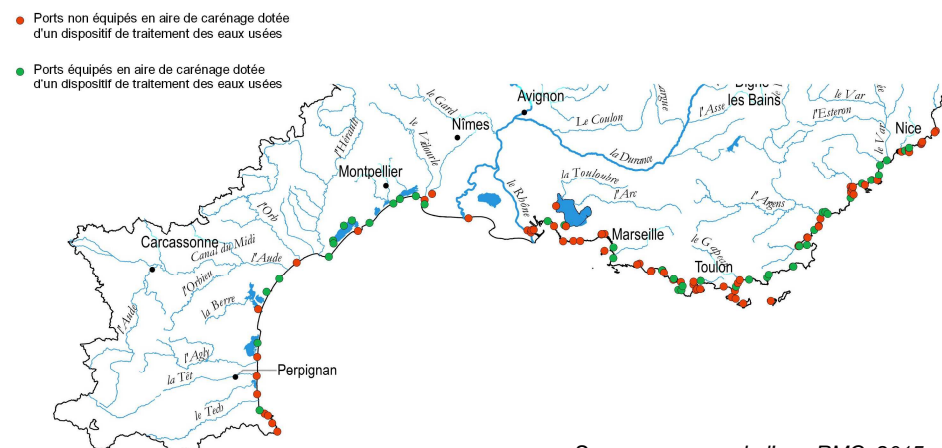 Ports non équipés en aire de carénage dotée
d'un dispositif de traitement des eaux usées
Ports équipés en aire de carénage dotée
d'un dispositif de traitement des eaux usées
Avignon
les Bains
le Var
l'Asse
l'Esteron
le Var
Nice
le Gard
Nîmes
Le Coulon
la Durance
l'Hérault
le Vidourle
Montpellier
le Rhône
la Touloubre
l'Arc
l'Argens
l'Orb
Marseille
le Gapeau
Toulon
Carcassonne
Canal du Midi
l'Aude
l'Orbieu
la Berre
l'Aude
l'Agly
la Têt
Perpignan
le Tech